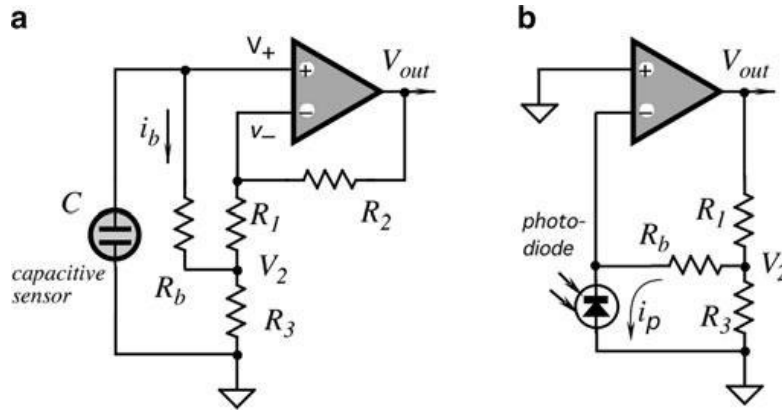 a
V+
Vout
+
−
ib
v−
C
R1
R2
capacitive
sensor
Rb
V2
R3
b
Vout
+
−
photo-
diode
R1
Rb
V2
ip
R3